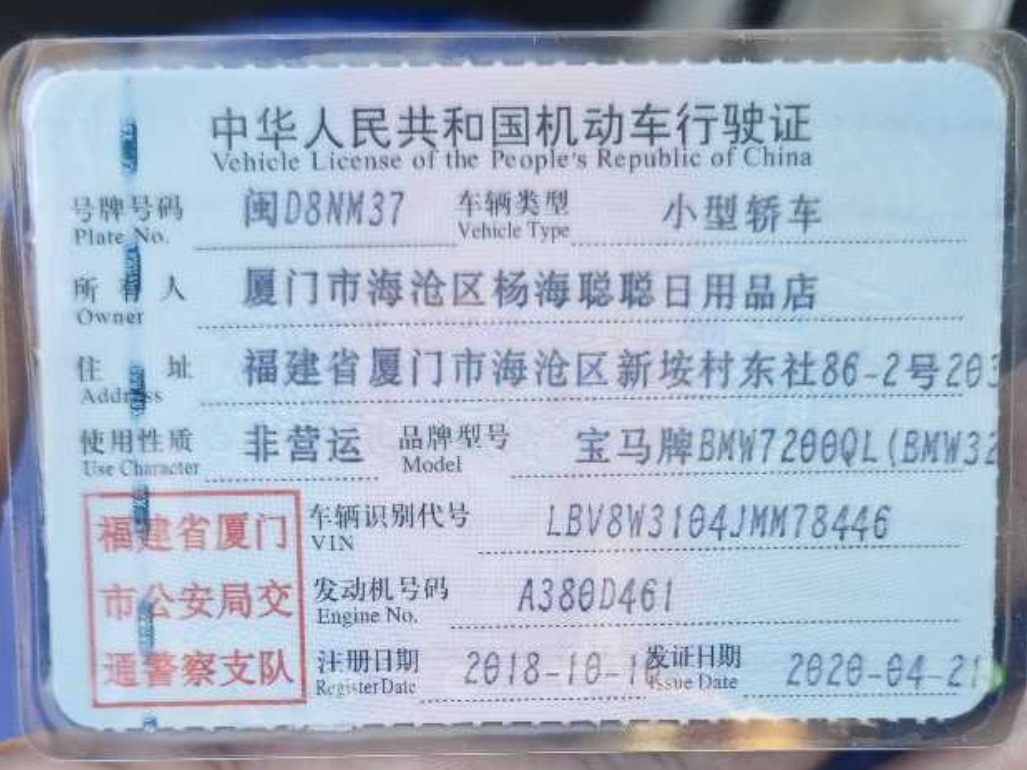 中华人民共和国机动车行驶证
Vehicle License of the People's Republic of China
号牌号码 闽D8NM37 车辆类型 小型轿车
Plate No. Vehicle Type
所有人 厦门市海沧区杨海聪聪日用品店
Owner
住址 福建省厦门市海沧区新垵村东社86-2号203
Address
使用性质 非营运 品牌型号 宝马牌BMW7200QL(BMW32
Use Character Model
福建省厦门 车辆识别代号 LBV8W3104JMM78446
VIN
市公安局交 发动机号码 A380D461
Engine No.
通警察支队 注册日期 2018-10-1 发证日期 2020-04-21
Register Date Issue Date